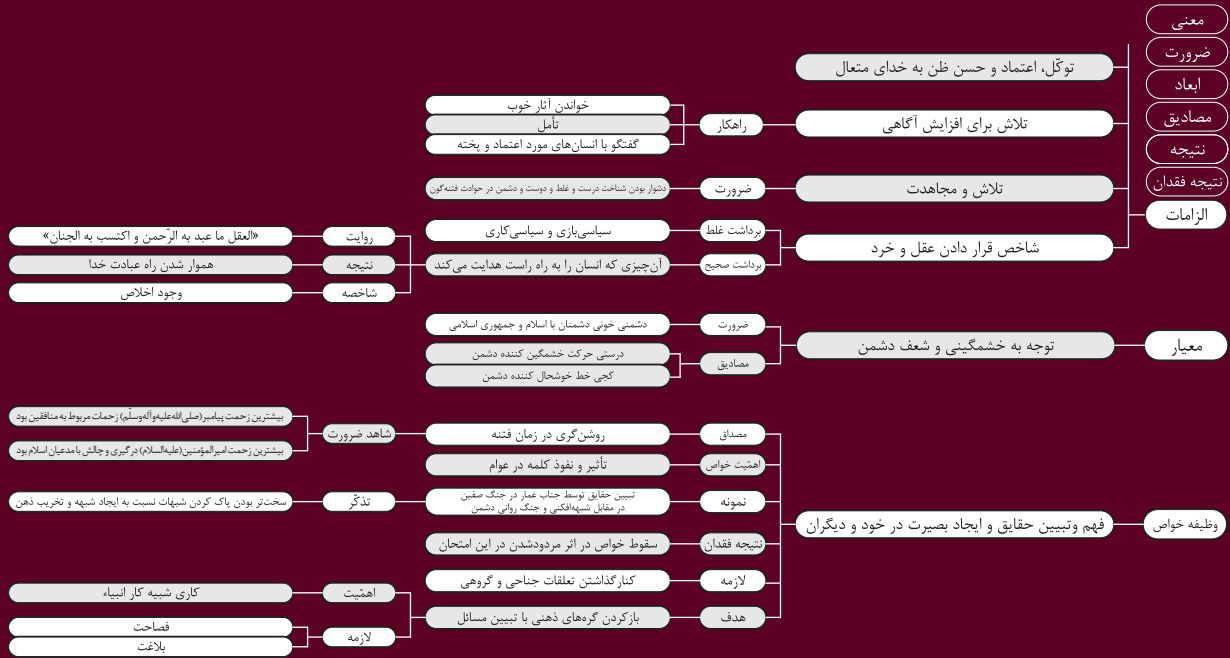 معنی
ضرورت
ابعاد
مصادیق
نتیجه
نتیجه فقدان
الزامات
توکّل، اعتماد و حسن ظن به خدای متعال
تلاش برای افزایش آگاهی
راهکار
خواندن آثار خوب
تأمل
گفتگو با انسان‌های مورد اعتماد و پخته
تلاش و مجاهدت
ضرورت
دشوار بودن شناخت درست و غلط و دوست و دشمن در حوادث فتنه‌گون
شاخص قرار دادن عقل و خرد
برداشت غلط
سیاسی‌بازی و سیاسی‌کاری
برداشت صحیح
آن‌چیزی که انسان را به راه راست هدایت می‌کند
روایت
«العقل ما عبد به الرّحمن و اکتسب به الجنان»
نتیجه
هموار شدن راه عبادت خدا
شاخصه
وجود اخلاص
معیار
توجه به خشمگینی و شعف دشمن
ضرورت
دشمنی خونی دشمنان با اسلام و جمهوری اسلامی
مصادیق
درستی حرکت خشمگین کننده دشمن
کجی خط خوشحال کننده دشمن
وظیفه خواص
فهم وتبیین حقایق و ایجاد بصیرت در خود و دیگران
مصداق
روشن‌گری در زمان فتنه
شاهد ضرورت
بیشترین زحمت پیامبر (صلی‌الله‌علیه‌وآله‌وسلّم) زحمات مربوط به منافقین بود
بیشترین زحمت امیرالمؤمنین (علیه‌السلام) درگیری و چالش با مدعیان اسلام بود
اهمّیت خواص
تأثیر و نفوذ کلمه در عوام
نمونه
تبیین حقایق توسط جناب عمار در جنگ صفین
در مقابل شبهه‌افکنی و جنگ روانی دشمن
تذکّر
سخت‌تر بودن پاک کردن شبهات نسبت به ایجاد شبهه و تخریب ذهن
نتیجه فقدان
سقوط خواص در اثر مردودشدن در این امتحان
لازمه
کنارگذاشتن تعلقات جناحی و گروهی
هدف
بازکردن گره‌های ذهنی با تبیین مسائل
اهمّیت
کاری شبیه کار انبیاء
لازمه
فصاحت
بلاغت